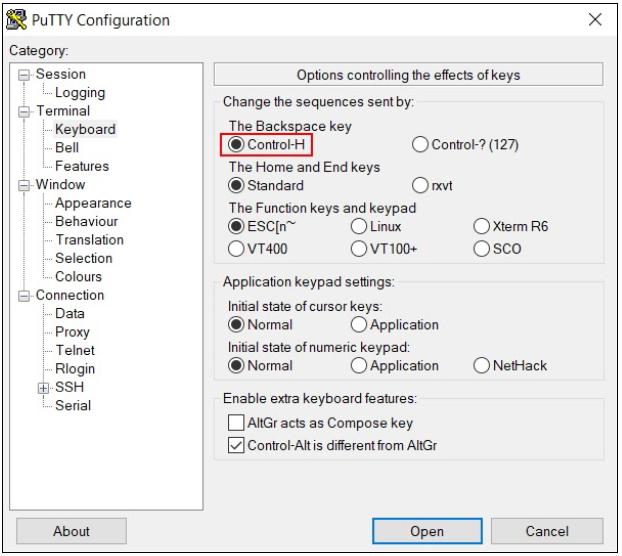 PuTTY Configuration
Category:
Session
Logging
Terminal
Keyboard
Bell
Features
Window
Appearance
Behaviour
Translation
Selection
Colours
Connection
Data
Proxy
Telnet
Rlogin
SSH
Serial
Options controlling the effects of keys
Change the sequences sent by:
The Backspace key
Control-H Control-? (127)
The Home and End keys
Standard rxvt
The Function keys and keypad
ESC[n~ Linux Xterm R6
VT400 VT100+ SCO
Application keypad settings:
Initial state of cursor keys:
Normal Application
Initial state of numeric keypad:
Normal Application NetHack
Enable extra keyboard features:
AltGr acts as Compose key
Control-Alt is different from AltGr
About Open Cancel